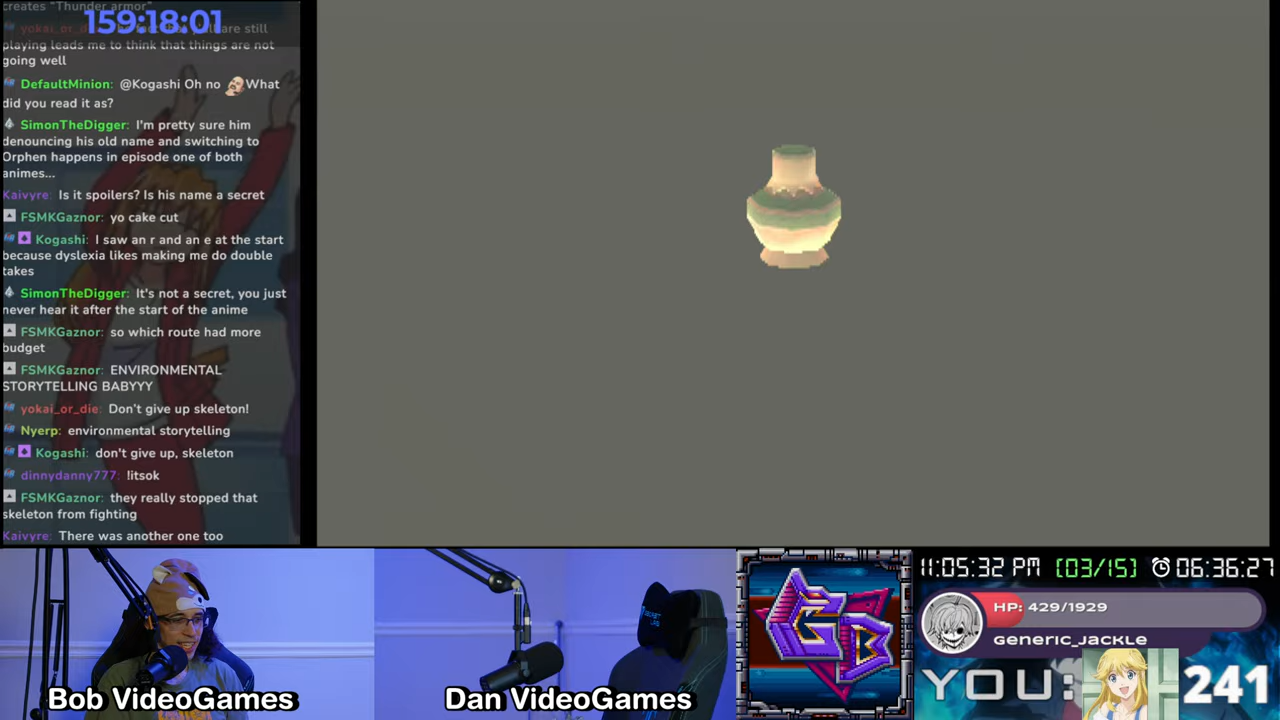 creates "Thunder armor"
159:18:01
are still
playing leads me to think that things are not
going well
DefaultMinion: @Kogashi Oh no What
did you read it as?
SimonTheDigger: I'm pretty sure him
denouncing his old name and switching to
Orphen happens in episode one of both
animes...
Kaivyre: Is it spoilers? Is his name a secret
FSMKGaznor: yo cake cut
Kogashi: I saw an r and an e at the start
because dyslexia likes making me do double
takes
SimonTheDigger: It's not a secret, you just
never hear it after the start of the anime
FSMKGaznor: so which route had more
budget
FSMKGaznor: ENVIRONMENTAL
STORYTELLING BABYYY
yokai_or_die: Don't give up skeleton!
Nyerp: environmental storytelling
Kogashi: don't give up, skeleton
dinnydanny777: !itsok
FSMKGaznor: they really stopped that
skeleton from fighting
Kaivyre: There was another one too
Bob VideoGames
Dan VideoGames
GB
11:05:32 PM [03/15] 06:36:27
HP: 429/1929
Generic_Jackle
YOU: 241